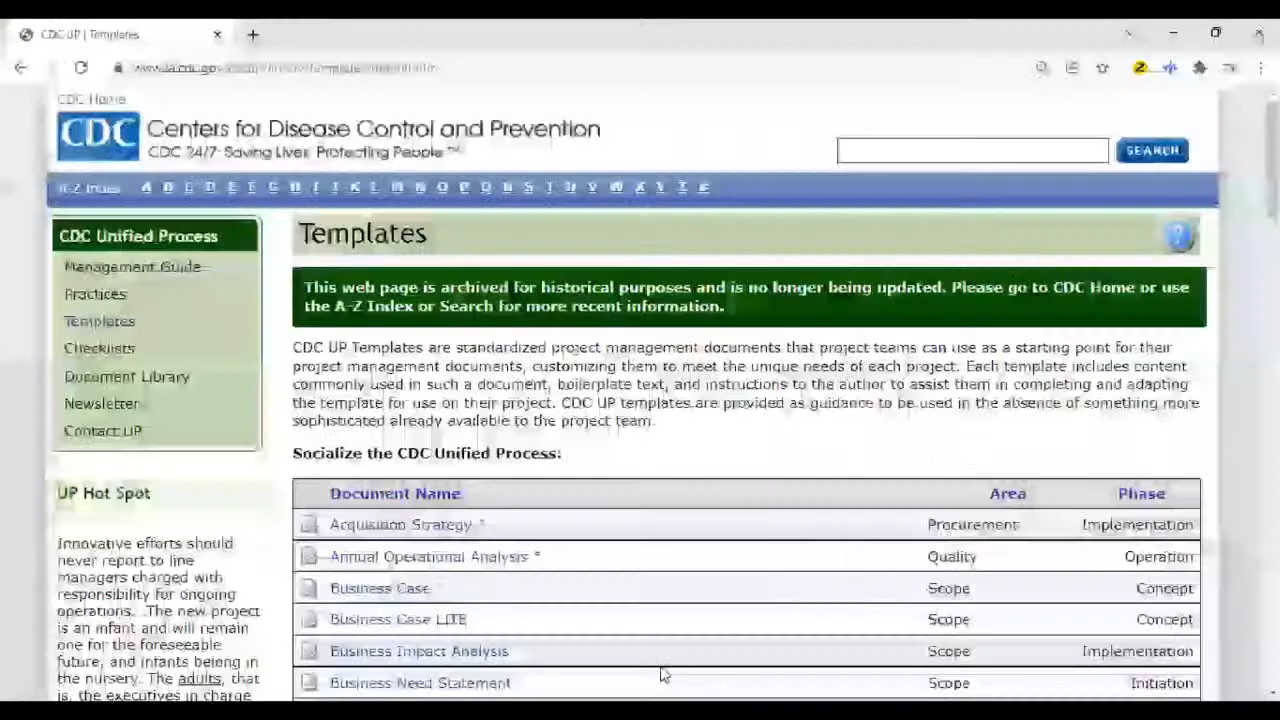 CDC UP | Templates
CDC Home
CDC Centers for Disease Control and Prevention
CDC 24/7: Saving Lives. Protecting People™
SEARCH
A-Z Index A B C D E F G H I J K L M N O P Q R S T U V W X Y Z #
CDC Unified Process
Management Guide
Practices
Templates
Checklists
Document Library
Newsletter
Contact UP
UP Hot Spot
Innovative efforts should
never report to line
managers charged with
responsibility for ongoing
operations. The new project
is an infant and will remain
one for the foreseeable
future, and infants belong in
the nursery. The adults, that
is, the executives in charge
Templates
This web page is archived for historical purposes and is no longer being updated. Please go to CDC Home or use
the A-Z Index or Search for more recent information.
CDC UP Templates are standardized project management documents that project teams can use as a starting point for their
project management documents, customizing them to meet the unique needs of each project. Each template includes content
commonly used in such a document, boilerplate text, and instructions to the author to assist them in completing and adapting
the template for use on their project. CDC UP templates are provided as guidance to be used in the absence of something more
sophisticated already available to the project team.
Socialize the CDC Unified Process:
Document Name Area Phase
Acquisition Strategy * Procurement Implementation
Annual Operational Analysis * Quality Operation
Business Case Scope Concept
Business Case LITE Scope Concept
Business Impact Analysis Scope Implementation
Business Need Statement Scope Initiation